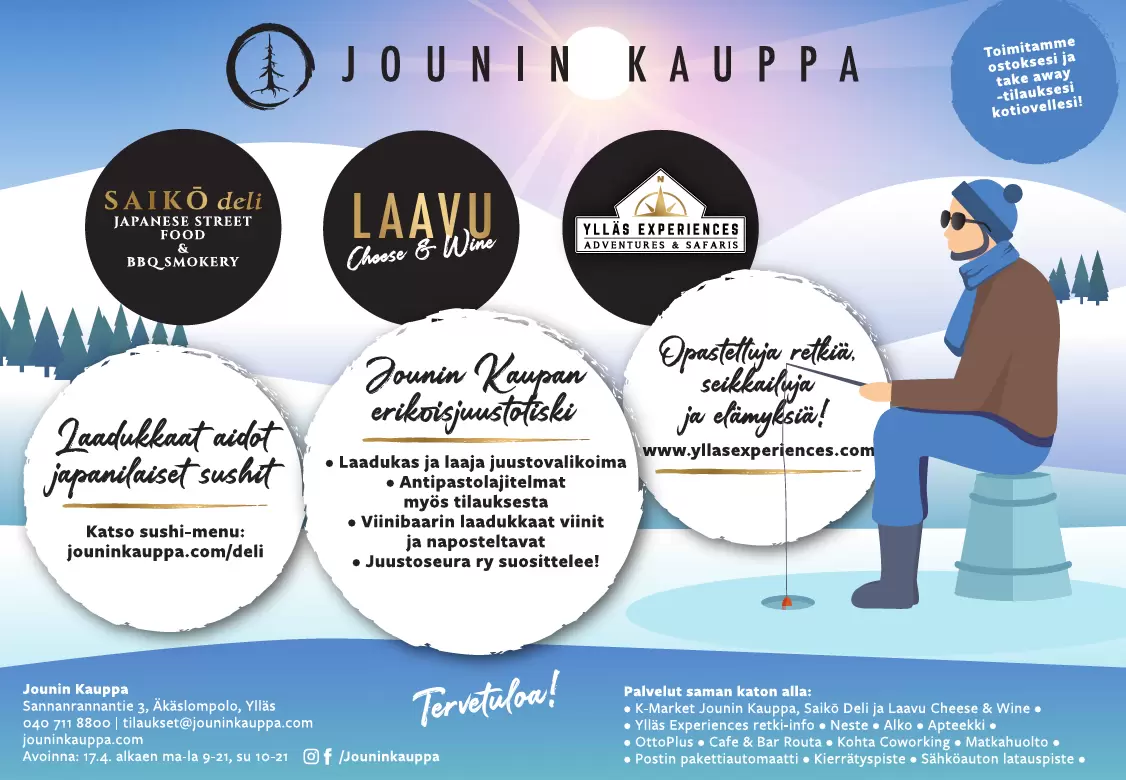 JOUNIN KAUPPA
Toimitamme
ostoksesi ja
take away
-tilauksesi
kotiovellesi!
SAIKŌ deli
JAPANESE STREET
FOOD
&
BBQ SMOKERY
LAAVU
Cheese & Wine
N
YLLÄS EXPERIENCES
ADVENTURES & SAFARIS
Laadukkaat aidot
japanilaiset sushit
Katso sushi-menu:
jouninkauppa.com/deli
Jounin Kaupan
erikoisjuustotiski
• Laadukas ja laaja juustovalikoima
• Antipastolajitelmat
myös tilauksesta
• Viinibaarin laadukkaat viinit
ja naposteltavat
• Juustoseura ry suosittelee!
Opastettuja retkiä,
seikkailuja
ja elämyksiä!
www.yllasexperiences.com
Jounin Kauppa
Sannanrannantie 3, Äkäslompolo, Ylläs
040 711 8800 | tilaukset@jouninkauppa.com
jouninkauppa.com
Avoinna: 17.4. alkaen ma-la 9-21, su 10-21 /Jouninkauppa
Tervetuloa!
Palvelut saman katon alla:
• K-Market Jounin Kauppa, Saikō Deli ja Laavu Cheese & Wine •
• Ylläs Experiences retki-info • Neste • Alko • Apteekki •
• OttoPlus • Cafe & Bar Routa • Kohta Coworking • Matkahuolto •
• Postin pakettiautomaatti • Kierrätyspiste • Sähköauton latauspiste •